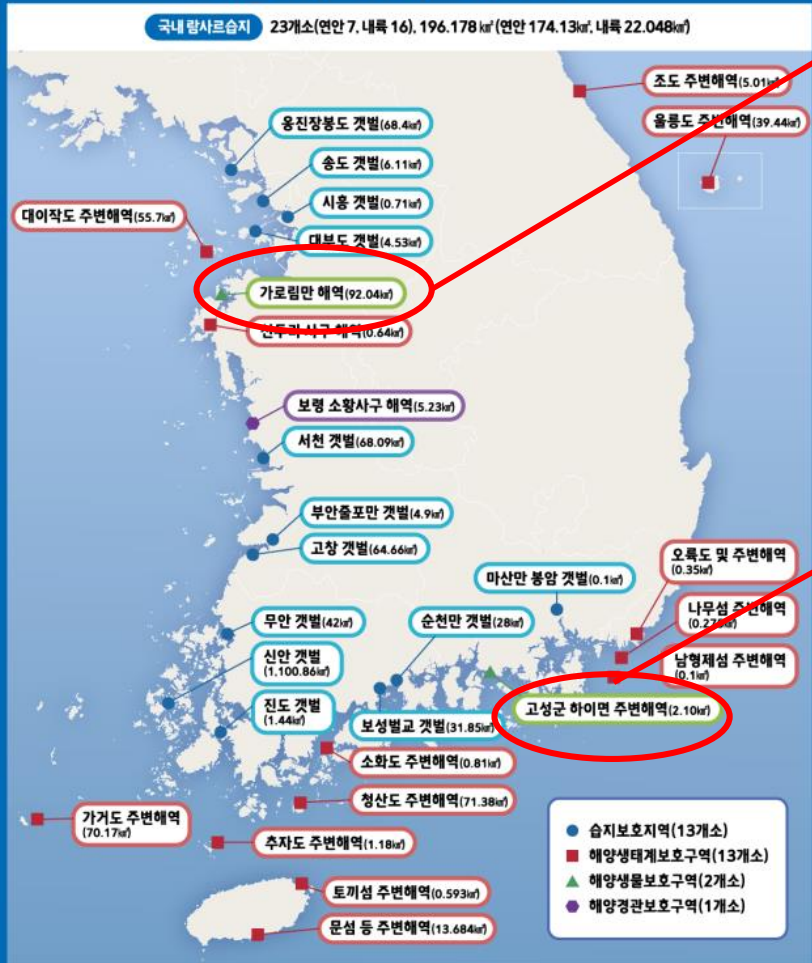 국내 람사르습지 23개소(연안 7, 내륙 16), 196.178㎢(연안 174.13㎢, 내륙 22.048㎢)
조도 주변해역(5.01㎢)
울릉도 주변해역(39.44㎢)
옹진장봉도 갯벌(68.4㎢)
송도 갯벌(6.11㎢)
시흥 갯벌(0.71㎢)
대이작도 주변해역(55.7㎢)
대부도 갯벌(4.53㎢)
가로림만 해역(92.04㎢)
신두리 사구 해역(0.64㎢)
보령 소황사구 해역(5.23㎢)
서천 갯벌(68.09㎢)
부안줄포만 갯벌(4.9㎢)
고창 갯벌(64.66㎢)
마산만 봉암 갯벌(0.1㎢)
오륙도 및 주변해역
(0.35㎢)
무안 갯벌(42㎢)
순천만 갯벌(28㎢)
나무섬 주변해역
신안 갯벌
(1,100.86㎢)
남형제섬 주변해역
(0.1㎢)
진도 갯벌
(1.44㎢)
보성벌교 갯벌(31.85㎢)
고성군 하이면 주변해역(2.10㎢)
소화도 주변해역(0.81㎢)
청산도 주변해역(71.38㎢)
가거도 주변해역
(70.17㎢)
추자도 주변해역(1.18㎢)
토끼섬 주변해역(0.593㎢)
문섬 등 주변해역(13.684㎢)
습지보호지역(13개소)
해양생태계보호구역(13개소)
해양생물보호구역(2개소)
해양경관보호구역(1개소)